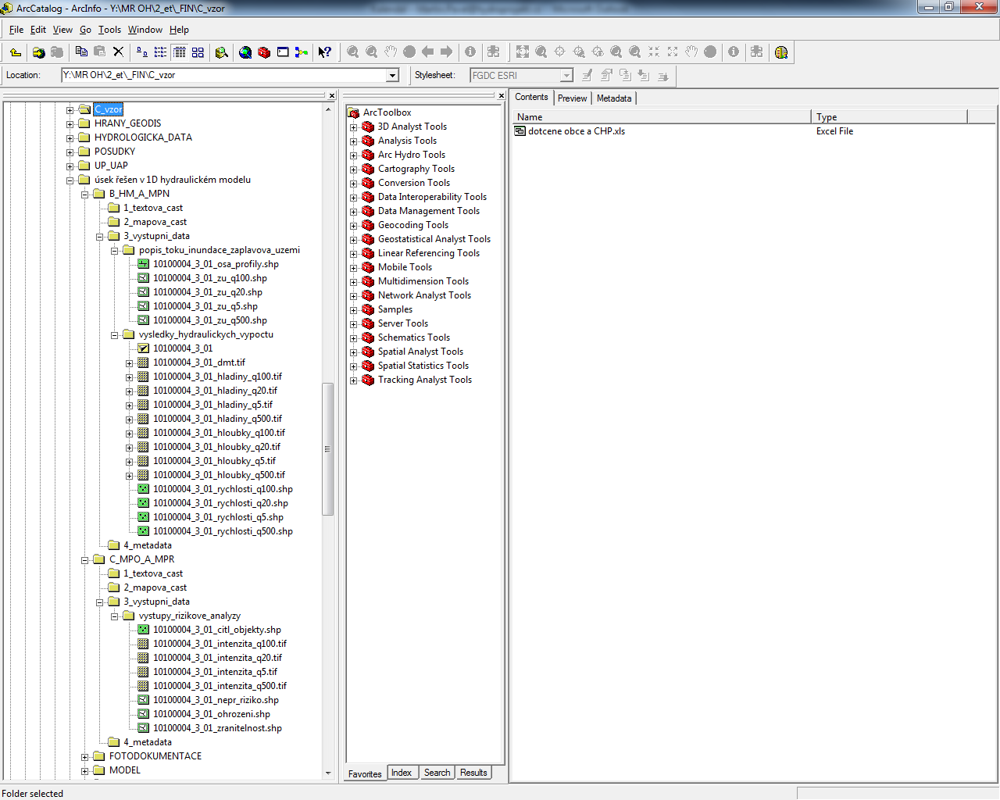 ArcCatalog - ArcInfo - Y:\MR OH\2_et\_FIN\C_vzor
File Edit View Go Tools Window Help
Location: Y:\MR OH\2_et\_FIN\C_vzor Stylesheet: FGDC ESRI
C_vzor
HRANY_GEODIS
HYDROLOGICKA_DATA
POSUDKY
UP_UAP
úsek řešen v 1D hydraulickém modelu
B_HM_A_MPN
1_textova_cast
2_mapova_cast
3_vystupni_data
popis_toku_inundace_zaplavova_uzemi
10100004_3_01_osa_profily.shp
10100004_3_01_zu_q100.shp
10100004_3_01_zu_q20.shp
10100004_3_01_zu_q5.shp
10100004_3_01_zu_q500.shp
vysledky_hydraulickych_vypoctu
10100004_3_01
10100004_3_01_dmt.tif
10100004_3_01_hladiny_q100.tif
10100004_3_01_hladiny_q20.tif
10100004_3_01_hladiny_q5.tif
10100004_3_01_hladiny_q500.tif
10100004_3_01_hloubky_q100.tif
10100004_3_01_hloubky_q20.tif
10100004_3_01_hloubky_q5.tif
10100004_3_01_hloubky_q500.tif
10100004_3_01_rychlosti_q100.shp
10100004_3_01_rychlosti_q20.shp
10100004_3_01_rychlosti_q5.shp
10100004_3_01_rychlosti_q500.shp
4_metadata
C_MPO_A_MPR
1_textova_cast
2_mapova_cast
3_vystupni_data
vystupy_rizikove_analyzy
10100004_3_01_citl_objekty.shp
10100004_3_01_intenzita_q100.tif
10100004_3_01_intenzita_q20.tif
10100004_3_01_intenzita_q5.tif
10100004_3_01_intenzita_q500.tif
10100004_3_01_nepr_riziko.shp
10100004_3_01_ohrozeni.shp
10100004_3_01_zranitelnost.shp
4_metadata
FOTODOKUMENTACE
MODEL
ArcToolbox
3D Analyst Tools
Analysis Tools
Arc Hydro Tools
Cartography Tools
Conversion Tools
Data Interoperability Tools
Data Management Tools
Geocoding Tools
Geostatistical Analyst Tools
Linear Referencing Tools
Mobile Tools
Multidimension Tools
Network Analyst Tools
Samples
Server Tools
Schematics Tools
Spatial Analyst Tools
Spatial Statistics Tools
Tracking Analyst Tools
Favorites Index Search Results
Contents Preview Metadata
Name Type
dotcene obce a CHP.xls Excel File
Folder selected